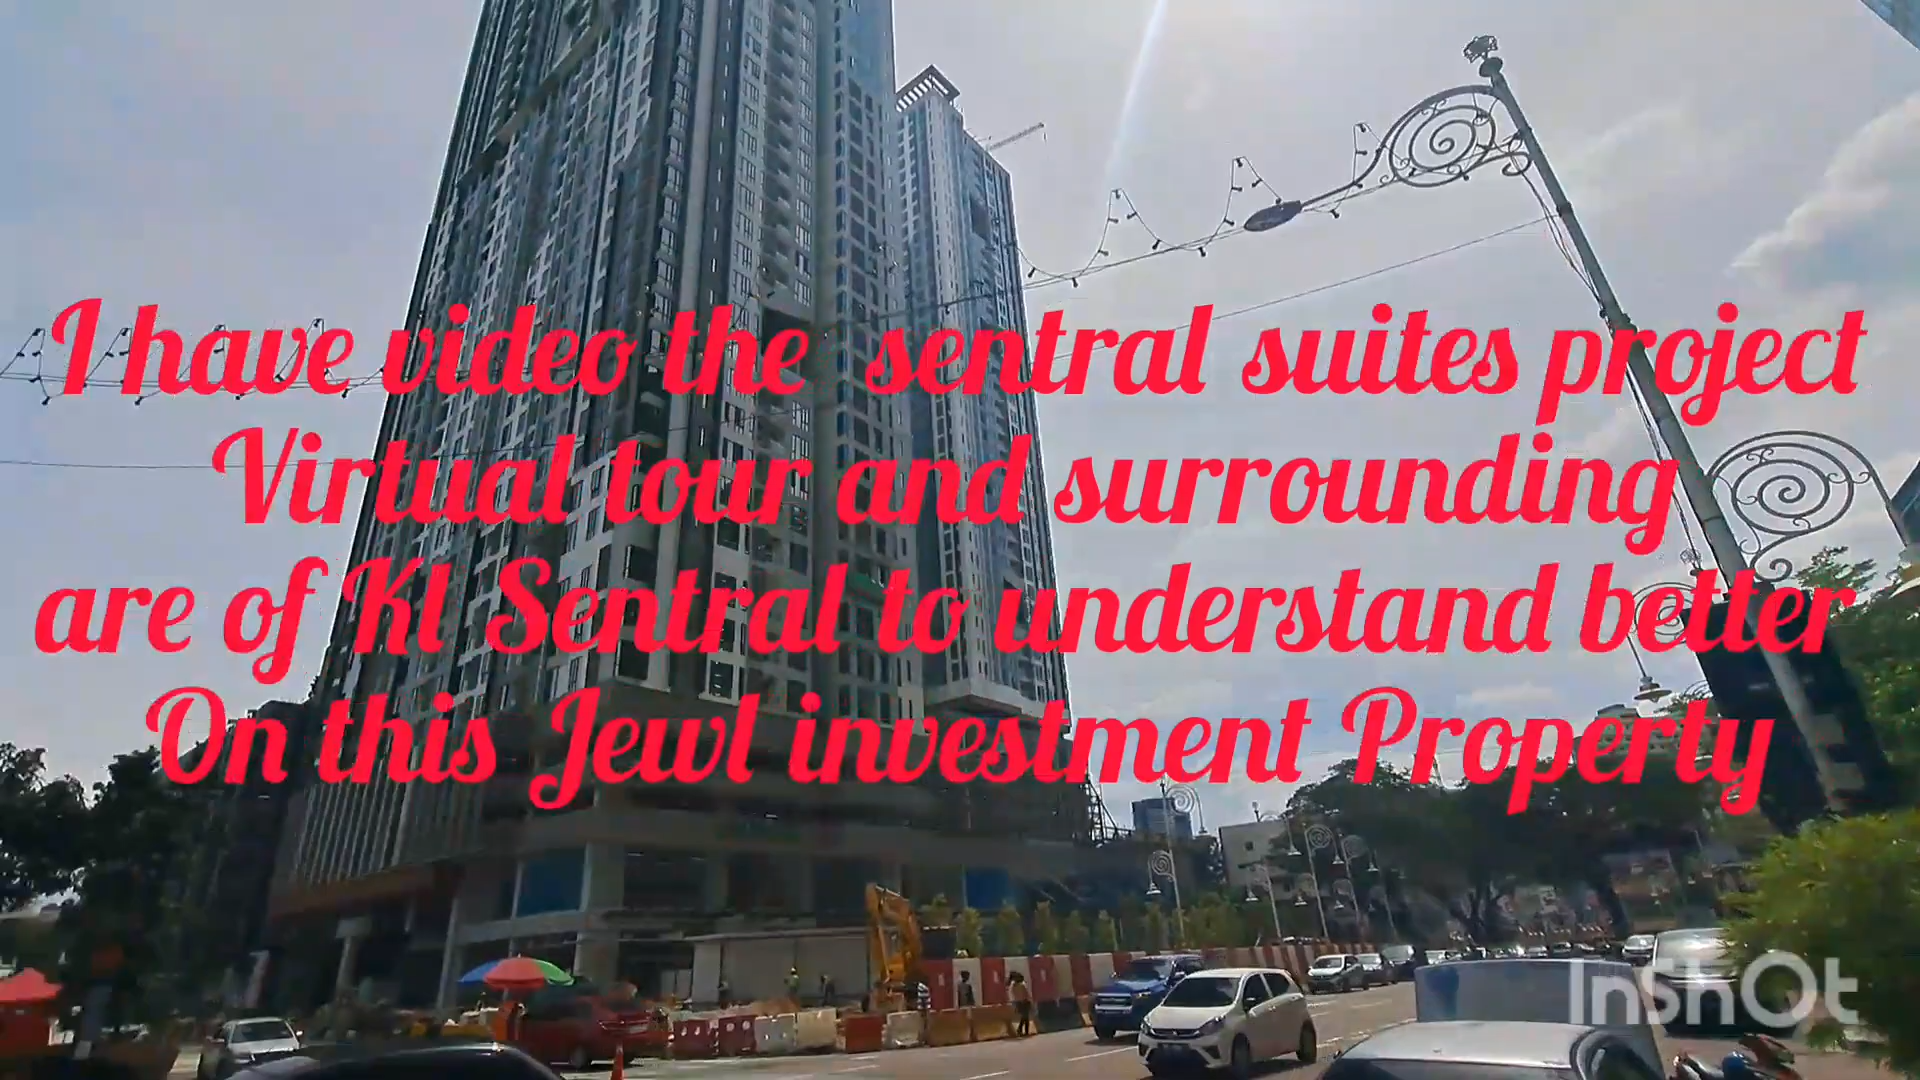 I have video the sentral suites project
Virtual tour and surrounding
are of Kl Sentral to understand better
On this Jewl investment Property
InShOt